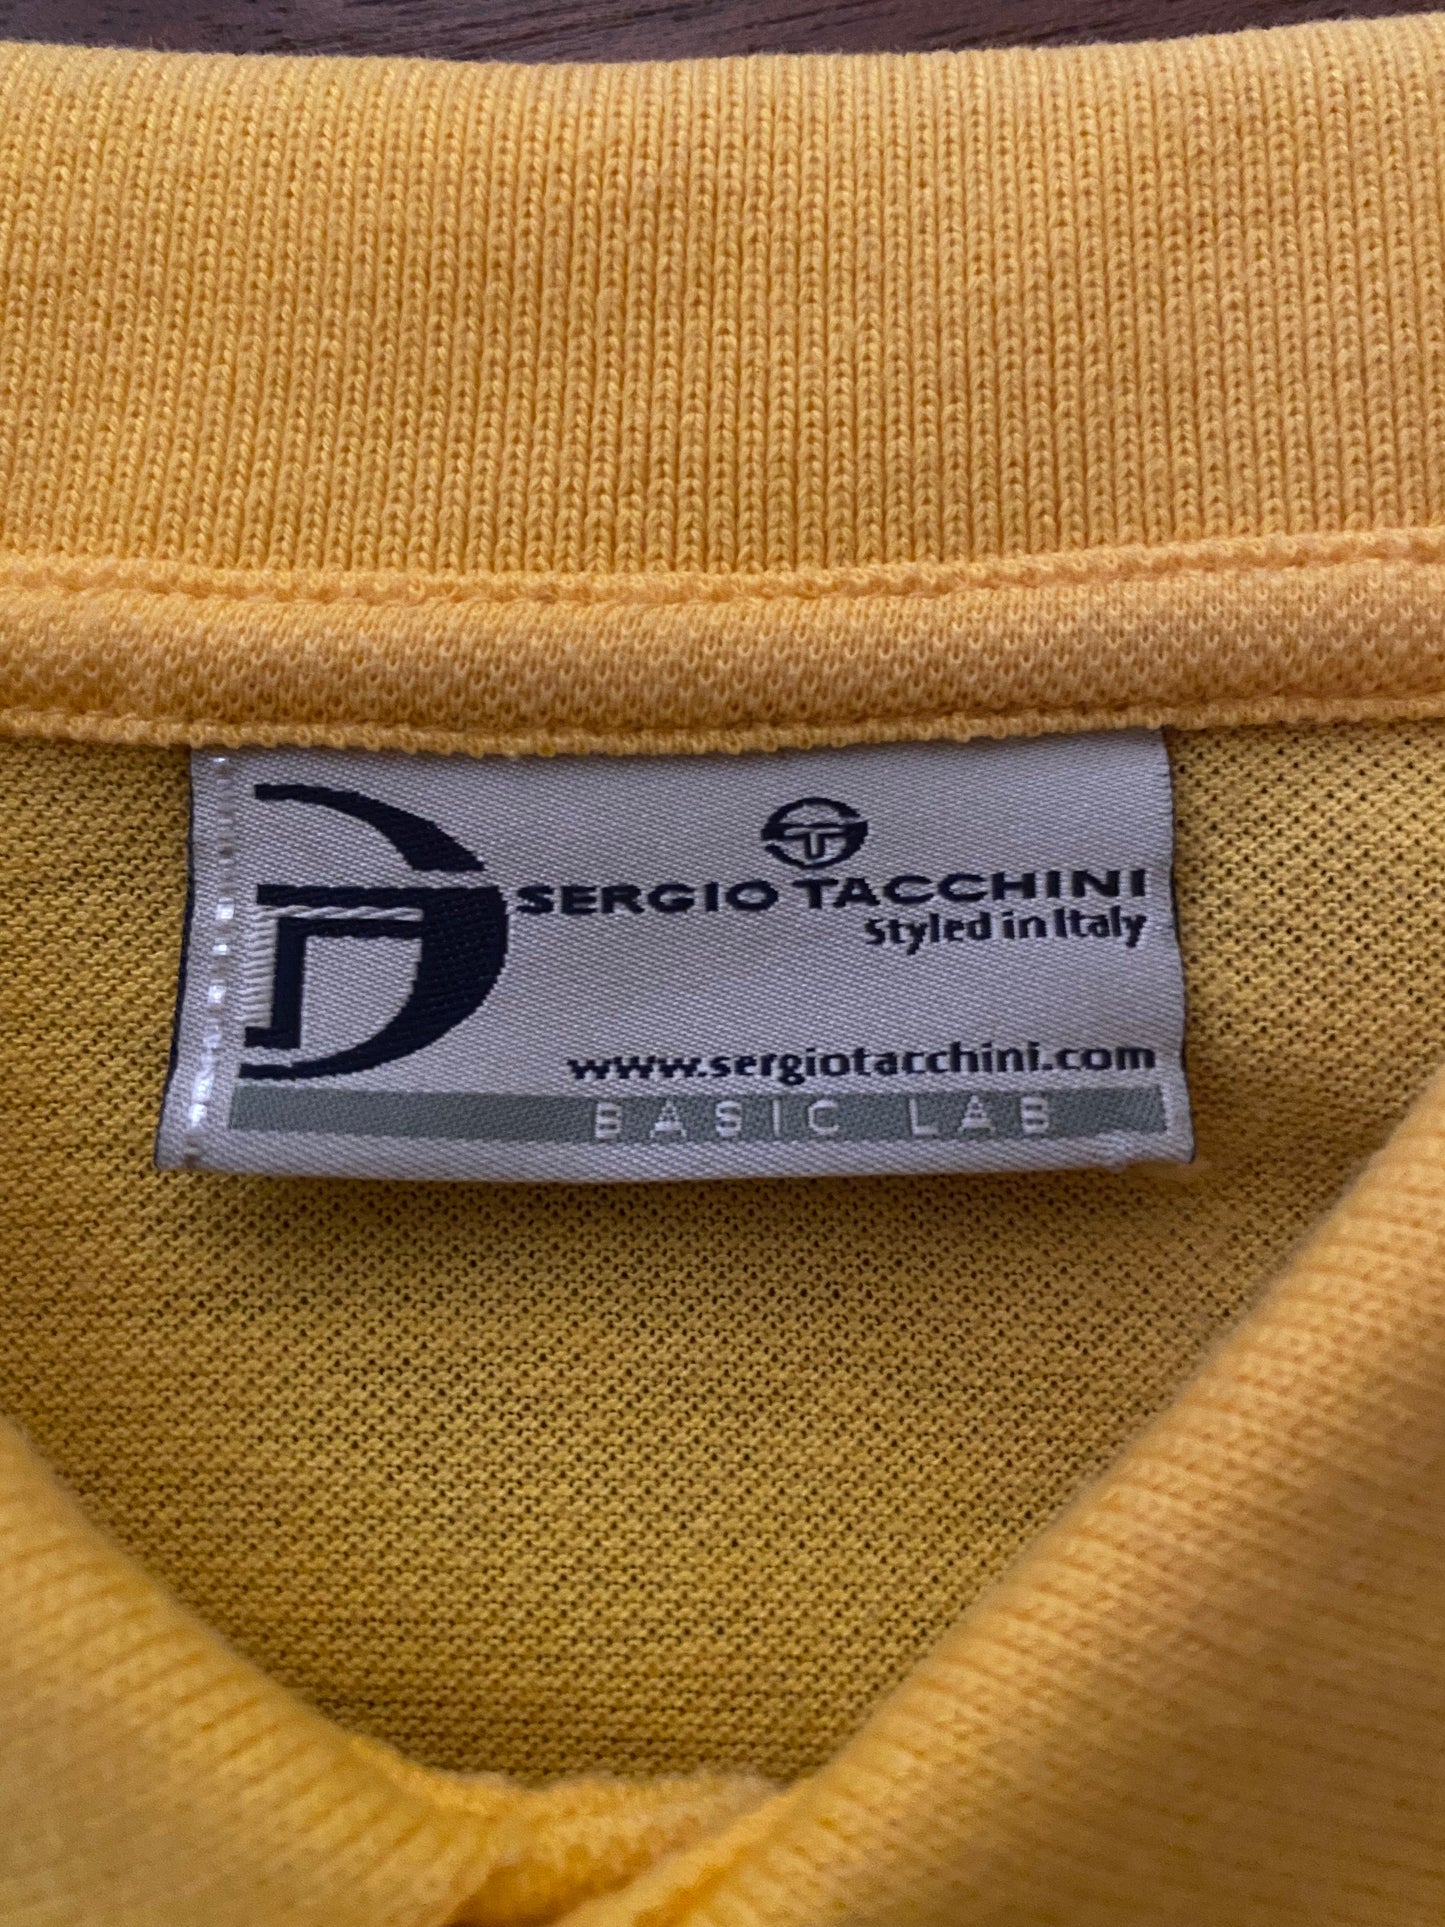 SERGIO TACCHINI
Styled in Italy
www.sergiotacchini.com
BASIC LAB